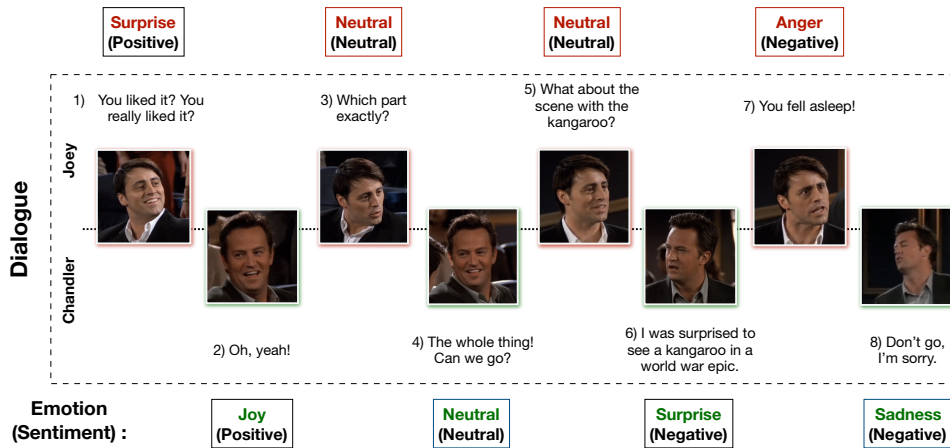 Surprise
(Positive)
Neutral
(Neutral)
Neutral
(Neutral)
Anger
(Negative)
Dialogue
Joey
Chandler
1) You liked it? You
really liked it?
2) Oh, yeah!
3) Which part
exactly?
4) The whole thing!
Can we go?
5) What about the
scene with the
kangaroo?
6) I was surprised to
see a kangaroo in a
world war epic.
7) You fell asleep!
8) Don’t go,
I’m sorry.
Emotion
(Sentiment) :
Joy
(Positive)
Neutral
(Neutral)
Surprise
(Negative)
Sadness
(Negative)